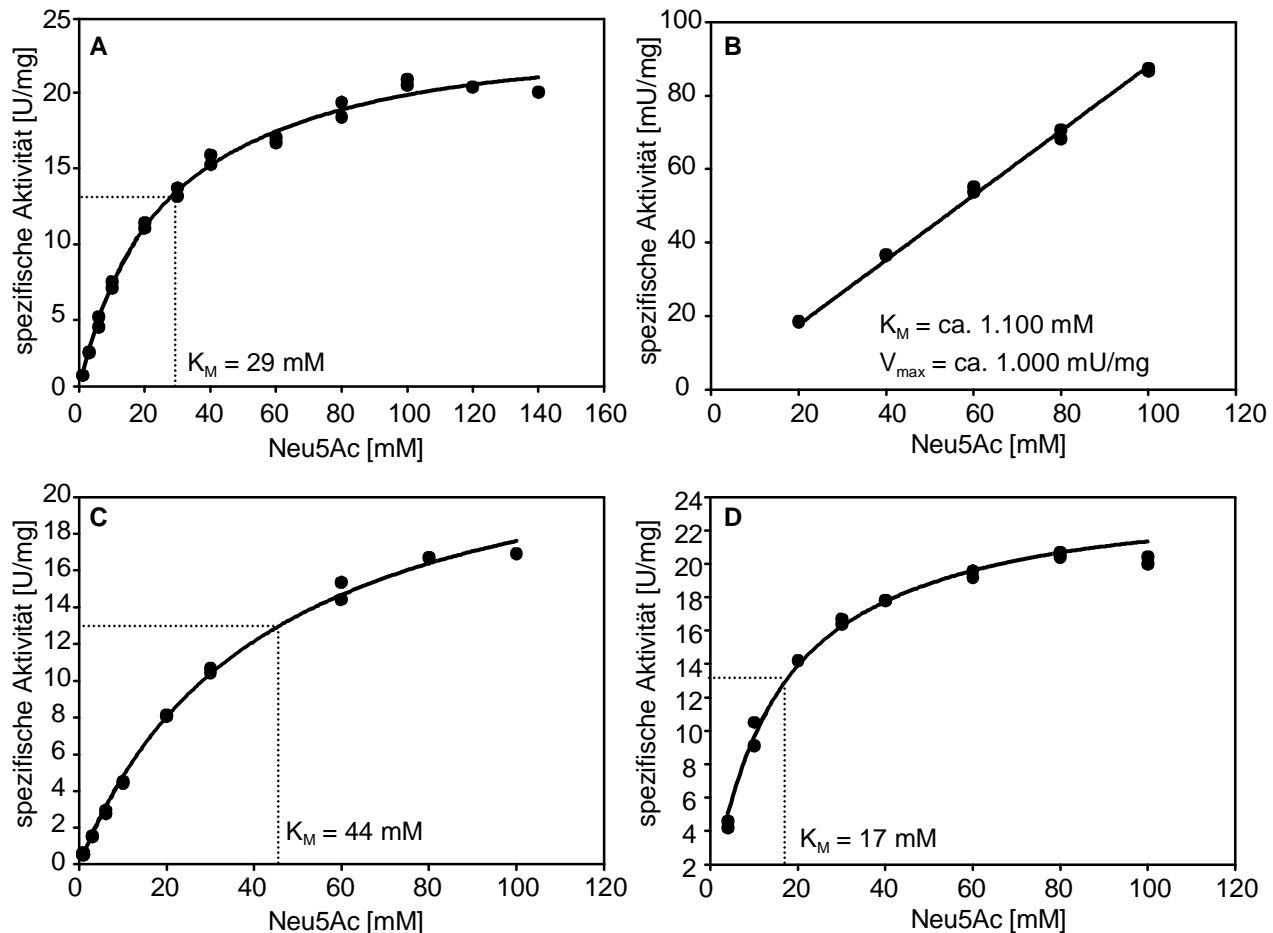 A
spezifische Aktivität [U/mg]
25
20
15
10
5
0
K_M = 29 mM
0 20 40 60 80 100 120 140 160
Neu5Ac [mM]
B
spezifische Aktivität [mU/mg]
100
80
60
40
20
0
K_M = ca. 1.100 mM
V_max = ca. 1.000 mU/mg
0 20 40 60 80 100 120
Neu5Ac [mM]
C
spezifische Aktivität [U/mg]
20
18
16
14
12
10
8
6
4
2
0
K_M = 44 mM
0 20 40 60 80 100 120
Neu5Ac [mM]
D
spezifische Aktivität [U/mg]
24
22
20
18
16
14
12
10
8
6
4
2
K_M = 17 mM
0 20 40 60 80 100 120
Neu5Ac [mM]